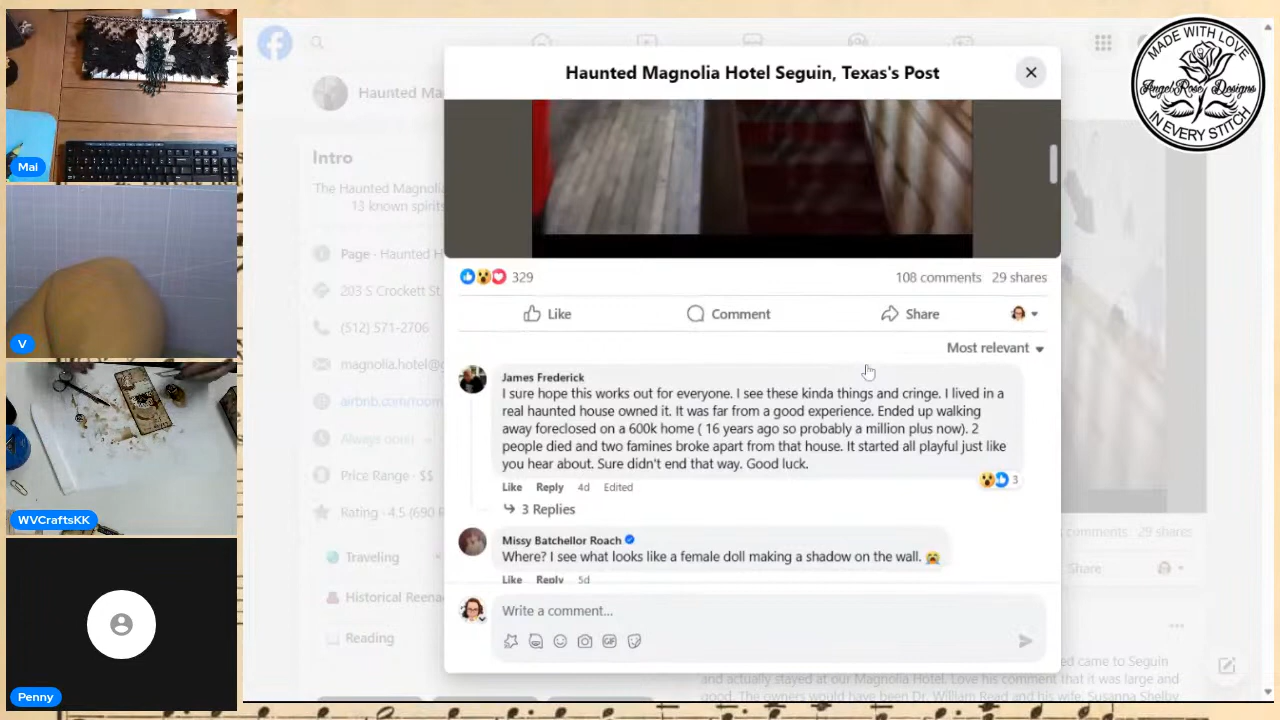 Mai
V
WVCraftsKK
Penny
MADE WITH LOVE
AngelRose Designs
IN EVERY STITCH
Haunted Ma
Intro
The Haunted Magnolia
13 known spirits
Page · Haunted H
203 S Crockett St
(512) 571-2706
magnolia.hotel@g
airbnb.com/room
Always open
Price Range · $$
Rating · 4.5 (690 R
Traveling
Historical Reena
Reading
Haunted Magnolia Hotel Seguin, Texas's Post
329
108 comments 29 shares
Like
Comment
Share
Most relevant
James Frederick
I sure hope this works out for everyone. I see these kinda things and cringe. I lived in a
real haunted house owned it. It was far from a good experience. Ended up walking
away foreclosed on a 600k home ( 16 years ago so probably a million plus now). 2
people died and two famines broke apart from that house. It started all playful just like
you hear about. Sure didn't end that way. Good luck.
3
Like Reply 4d Edited
3 Replies
Missy Batchellor Roach
Where? I see what looks like a female doll making a shadow on the wall.
Like Reply 5d
Write a comment...
GIF
comments 29 shares
Share
ed came to Seguin
and actually stayed at our Magnolia Hotel. Love his comment that it was large and
good. The owners would have been Dr. William Read and his wife, Susanna Shelby